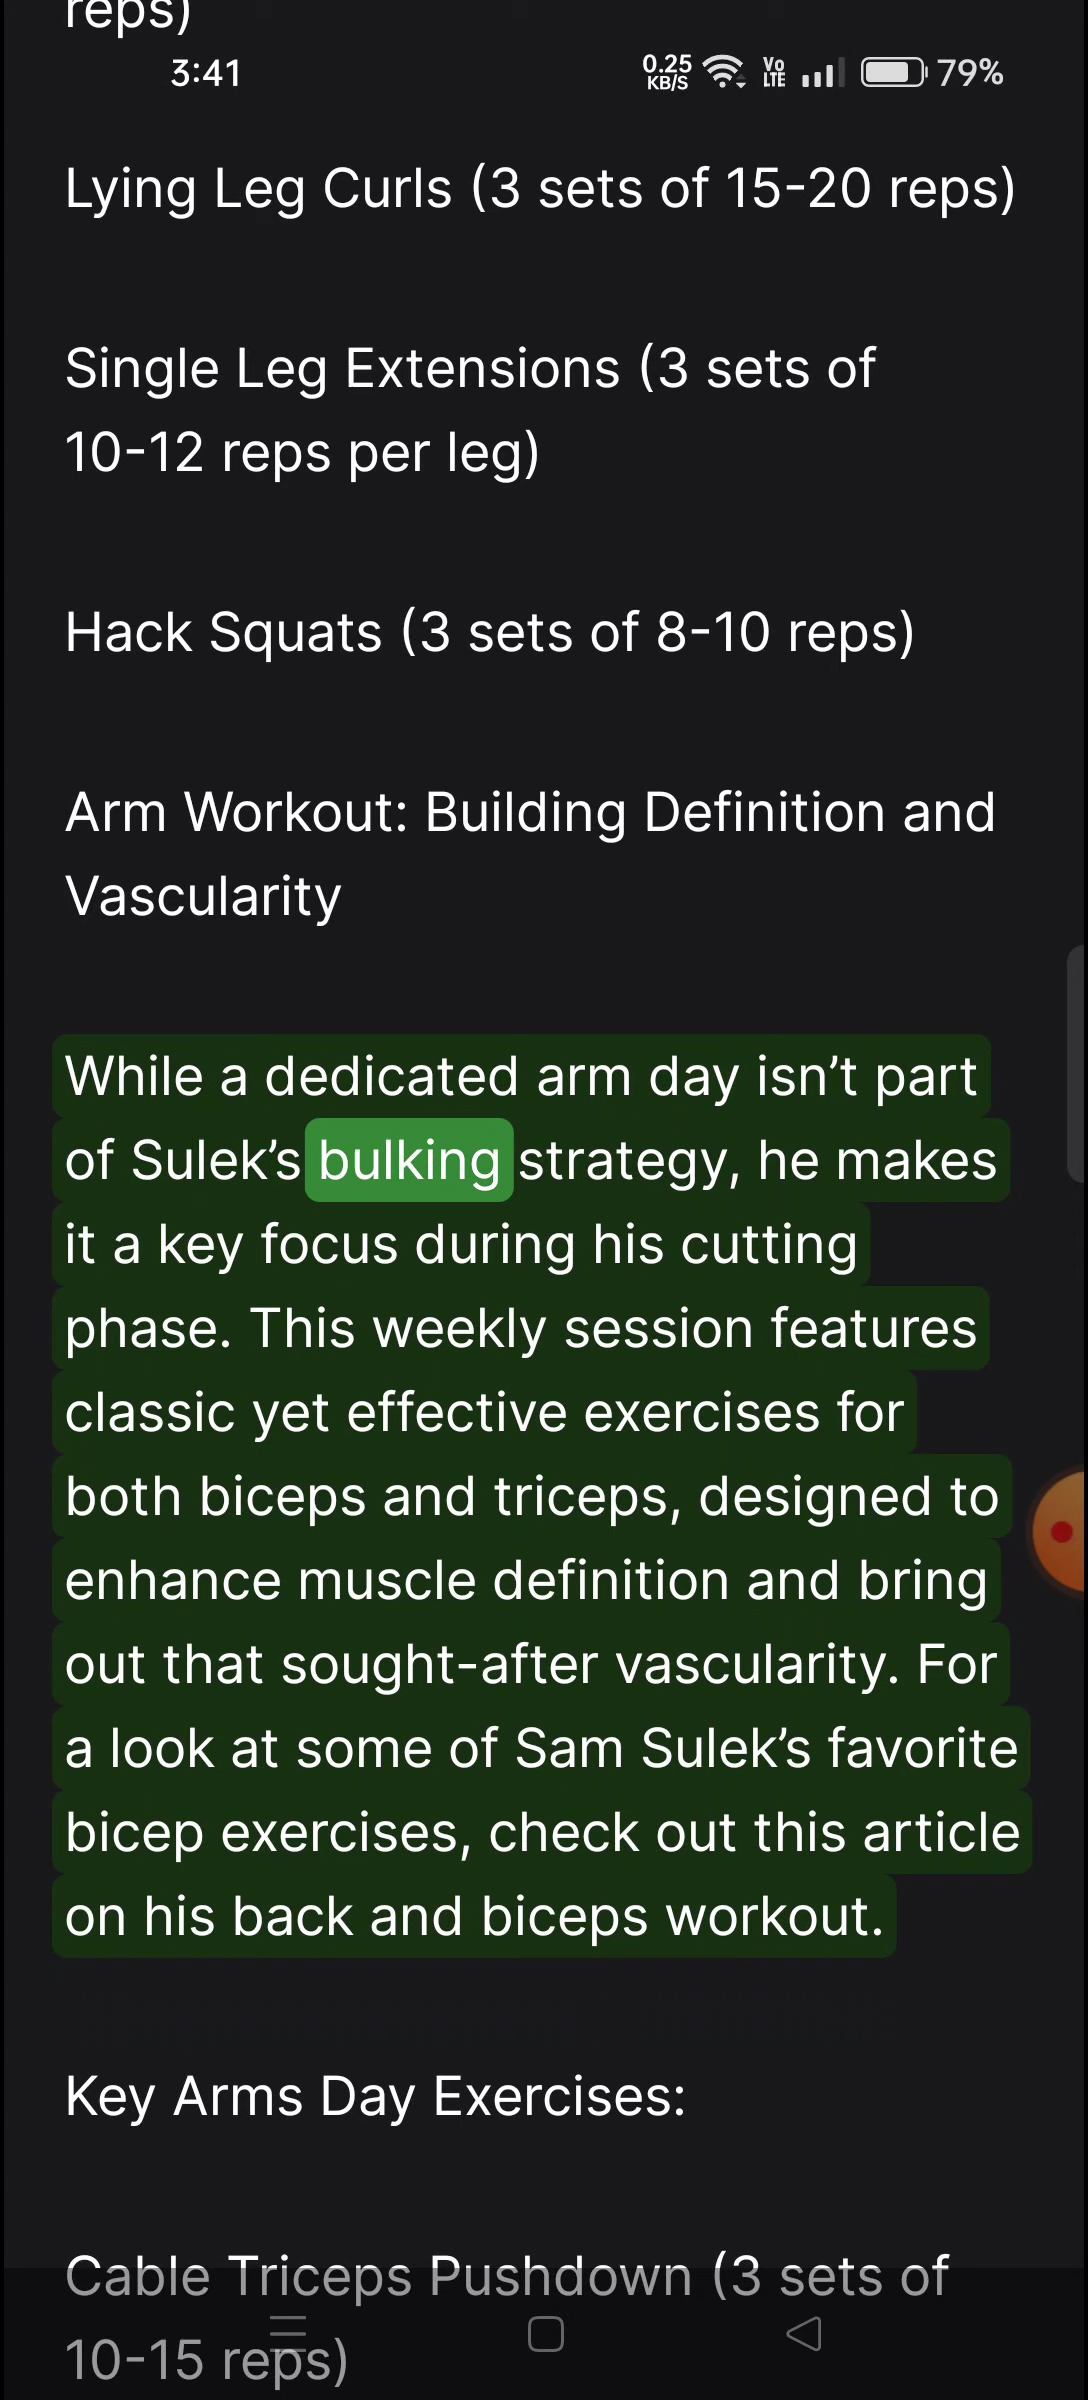 reps)
3:41
0.25
KB/S
Vo
LTE
79%
Lying Leg Curls (3 sets of 15-20 reps)
Single Leg Extensions (3 sets of
10-12 reps per leg)
Hack Squats (3 sets of 8-10 reps)
Arm Workout: Building Definition and
Vascularity
While a dedicated arm day isn’t part
of Sulek’s bulking strategy, he makes
it a key focus during his cutting
phase. This weekly session features
classic yet effective exercises for
both biceps and triceps, designed to
enhance muscle definition and bring
out that sought-after vascularity. For
a look at some of Sam Sulek’s favorite
bicep exercises, check out this article
on his back and biceps workout.
Key Arms Day Exercises:
Cable Triceps Pushdown (3 sets of
10-15 reps)